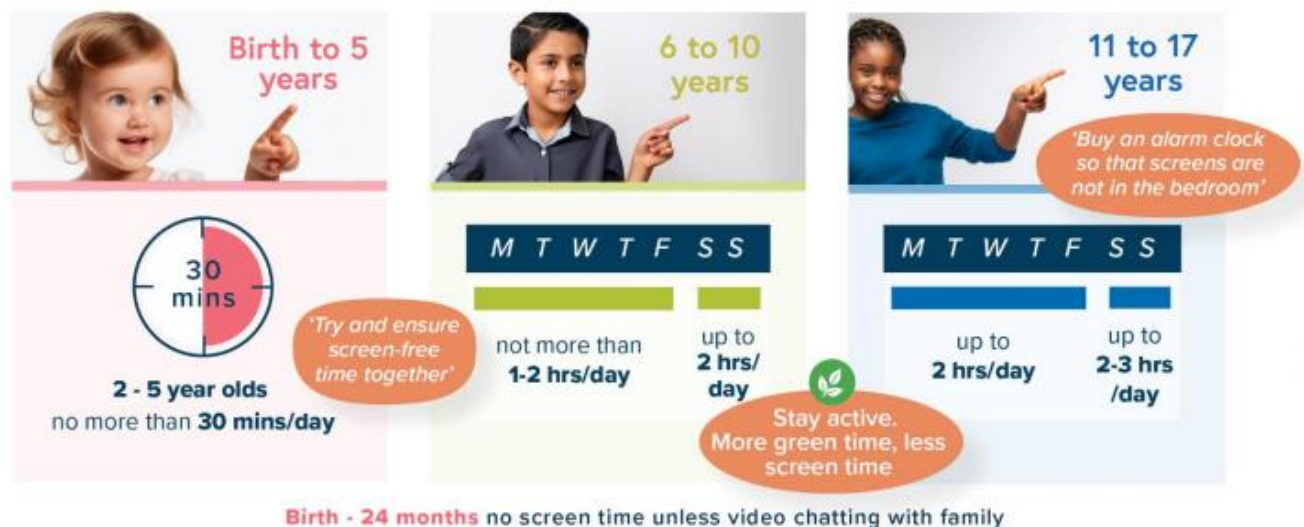 Birth to 5
years
30
mins
2 - 5 year olds
no more than 30 mins/day
'Try and ensure
screen-free
time together'
6 to 10
years
M T W T F S S
not more than
1-2 hrs/day
up to
2 hrs/
day
Stay active.
More green time, less
screen time
11 to 17
years
'Buy an alarm clock
so that screens are
not in the bedroom'
M T W T F S S
up to
2 hrs/day
up to
2-3 hrs
/day
Birth - 24 months no screen time unless video chatting with family